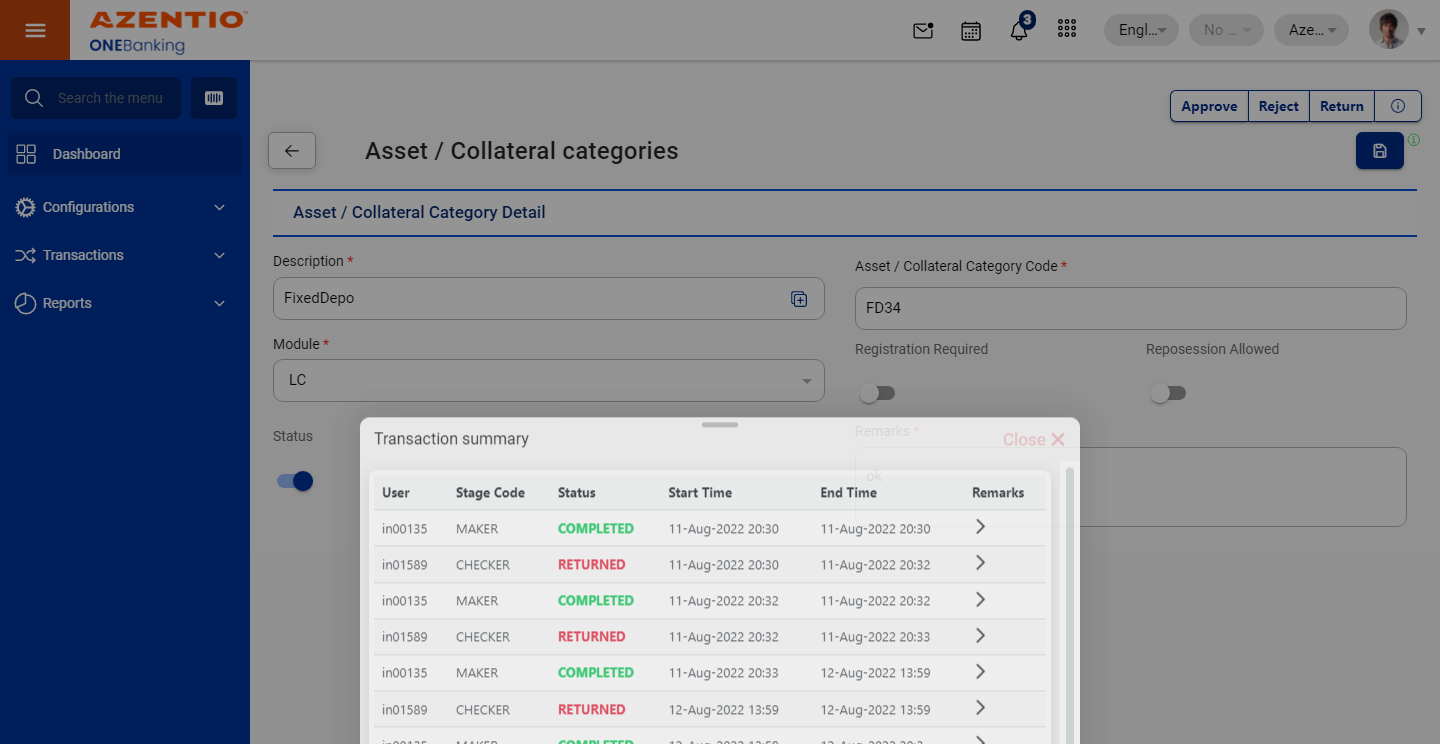 AZENTIO™
ONEBanking
3
Engl...
No ...
Aze...
Search the menu
Dashboard
Configurations
Transactions
Reports
Approve
Reject
Return
Asset / Collateral categories
Asset / Collateral Category Detail
Description *
FixedDepo
Asset / Collateral Category Code *
FD34
Module *
LC
Registration Required
Reposession Allowed
Status
Remarks *
ok
Transaction summary
Close
User Stage Code Status Start Time End Time Remarks
in00135 MAKER COMPLETED 11-Aug-2022 20:30 11-Aug-2022 20:30
in01589 CHECKER RETURNED 11-Aug-2022 20:30 11-Aug-2022 20:32
in00135 MAKER COMPLETED 11-Aug-2022 20:32 11-Aug-2022 20:32
in01589 CHECKER RETURNED 11-Aug-2022 20:32 11-Aug-2022 20:33
in00135 MAKER COMPLETED 11-Aug-2022 20:33 12-Aug-2022 13:59
in01589 CHECKER RETURNED 12-Aug-2022 13:59 12-Aug-2022 13:59
in00135 MAKER COMPLETED